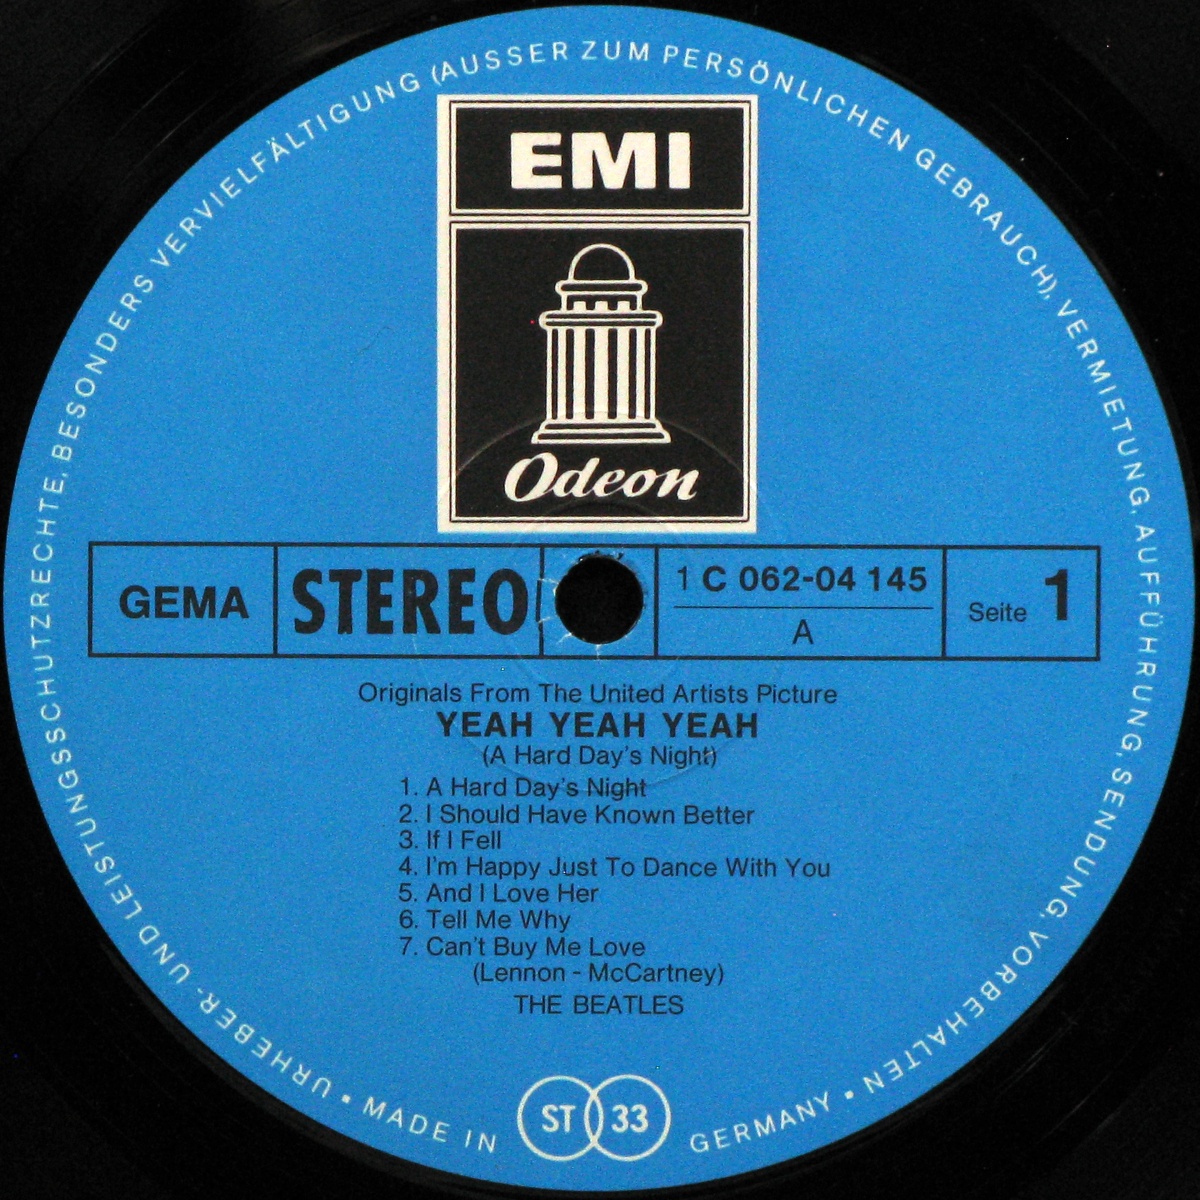 URHEBER- UND LEISTUNGSSCHUTZRECHTE, BESONDERS VERVIELFÄLTIGUNG (AUSSER ZUM PERSÖNLICHEN GEBRAUCH), VERMIETUNG, AUFFÜHRUNG, SENDUNG, VORBEHALTEN
EMI
Odeon
GEMA
STEREO
1 C 062-04 145
A
Seite 1
Originals From The United Artists Picture
YEAH YEAH YEAH
(A Hard Day's Night)
1. A Hard Day's Night
2. I Should Have Known Better
3. If I Fell
4. I'm Happy Just To Dance With You
5. And I Love Her
6. Tell Me Why
7. Can't Buy Me Love
(Lennon - McCartney)
THE BEATLES
• MADE IN
ST 33
GERMANY •